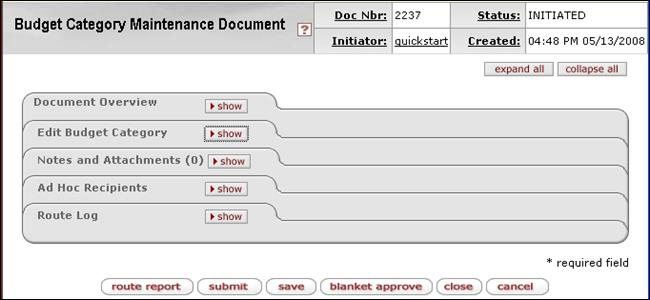 Budget Category Maintenance Document ?
Doc Nbr: 2237 Status: INITIATED
Initiator: quickstart Created: 04:48 PM 05/13/2008
expand all collapse all
Document Overview show
Edit Budget Category show
Notes and Attachments (0) show
Ad Hoc Recipients show
Route Log show
* required field
route report submit save blanket approve close cancel